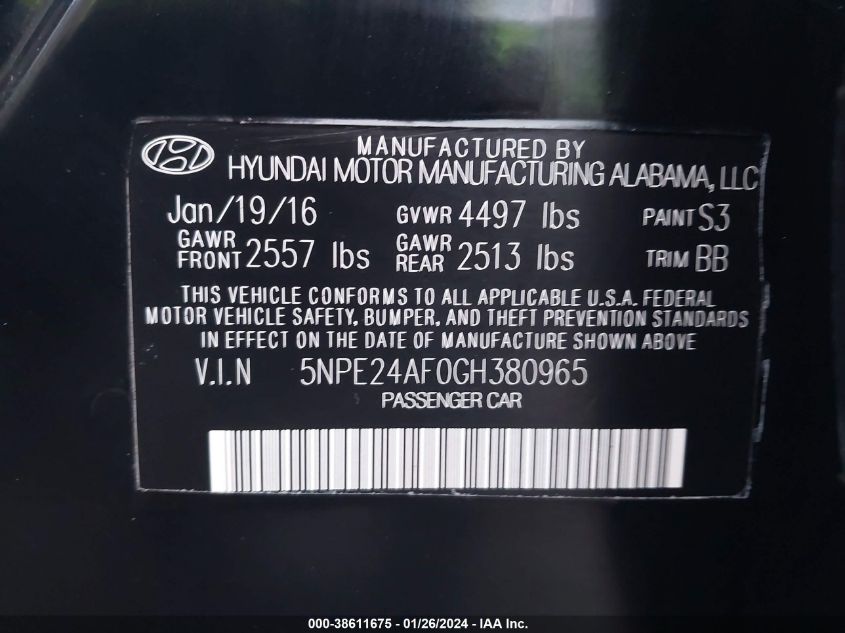 MANUFACTURED BY
HYUNDAI MOTOR MANUFACTURING ALABAMA, LLC
Jan/19/16 GVWR 4497 lbs PAINT S3
GAWR FRONT 2557 lbs GAWR REAR 2513 lbs TRIM BB
THIS VEHICLE CONFORMS TO ALL APPLICABLE U.S.A. FEDERAL
MOTOR VEHICLE SAFETY, BUMPER, AND THEFT PREVENTION STANDARDS
IN EFFECT ON THE DATE OF MANUFACTURE SHOWN ABOVE
V.I.N 5NPE24AF0GH380965
PASSENGER CAR
000-38611675 - 01/26/2024 - IAA Inc.